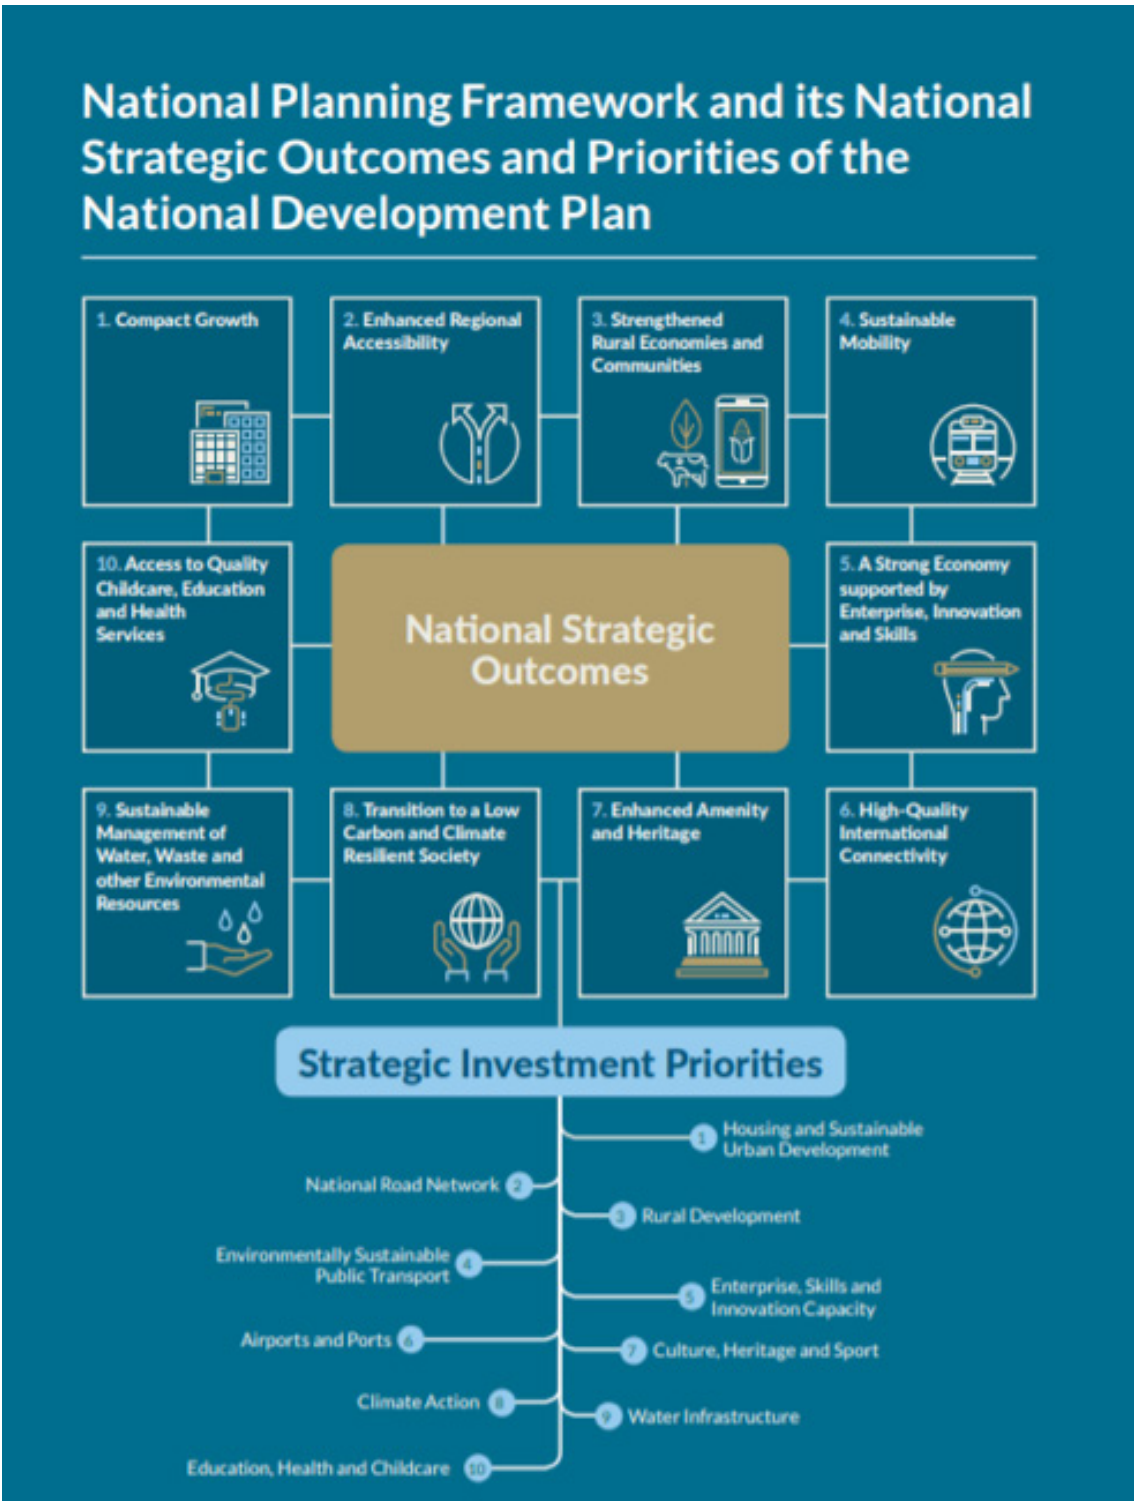 National Planning Framework and its National
Strategic Outcomes and Priorities of the
National Development Plan
1. Compact Growth
2. Enhanced Regional
Accessibility
3. Strengthened
Rural Economies and
Communities
4. Sustainable
Mobility
10. Access to Quality
Childcare, Education
and Health
Services
National Strategic
Outcomes
5. A Strong Economy
supported by
Enterprise, Innovation
and Skills
9. Sustainable
Management of
Water, Waste and
other Environmental
Resources
8. Transition to a Low
Carbon and Climate
Resilient Society
7. Enhanced Amenity
and Heritage
6. High-Quality
International
Connectivity
Strategic Investment Priorities
1 Housing and Sustainable
Urban Development
National Road Network 2
3 Rural Development
Environmentally Sustainable
Public Transport 4
5 Enterprise, Skills and
Innovation Capacity
Airports and Ports 6
7 Culture, Heritage and Sport
Climate Action 8
9 Water Infrastructure
Education, Health and Childcare 10